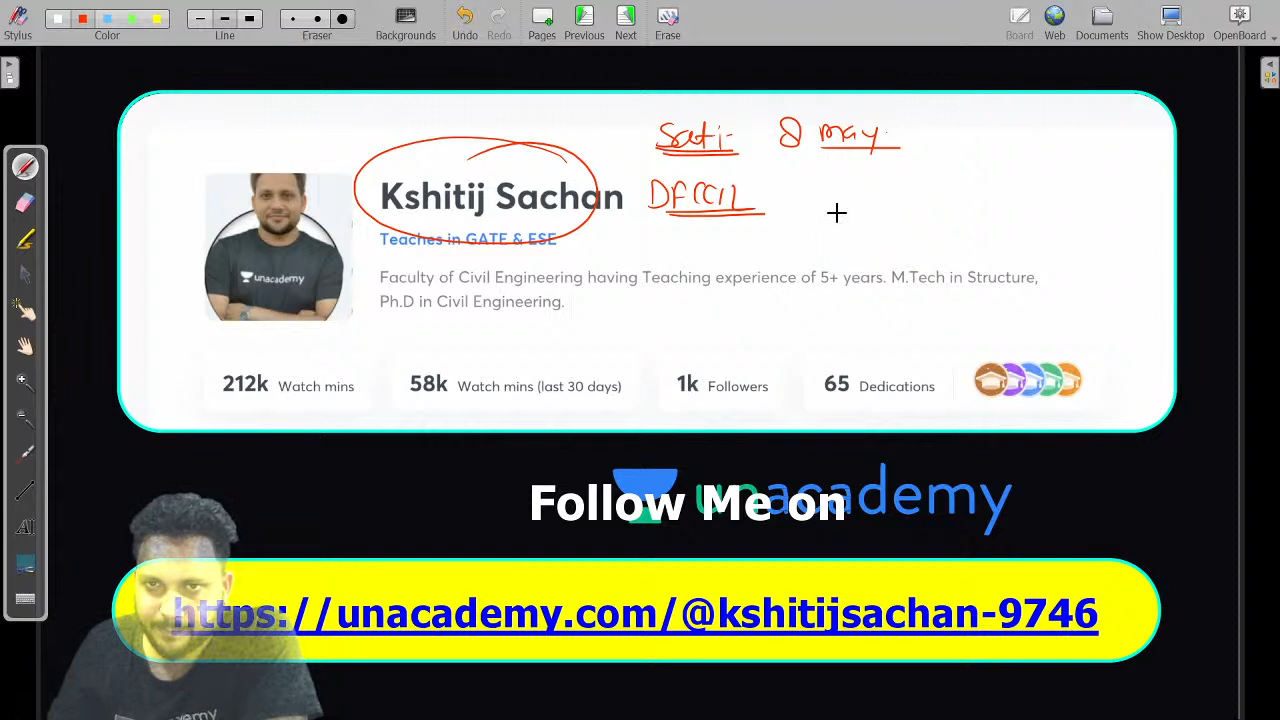 Stylus
Color
Line
Eraser
Backgrounds
Undo
Redo
Pages
Previous
Next
Erase
Board
Web
Documents
Show Desktop
OpenBoard
Sati 8 may.
Kshitij Sachan
DFCCIL
Teaches in GATE & ESE
unacademy
Faculty of Civil Engineering having Teaching experience of 5+ years. M.Tech in Structure,
Ph.D in Civil Engineering.
212k Watch mins
58k Watch mins (last 30 days)
1k Followers
65 Dedications
Follow Me on
unacademy
https://unacademy.com/@kshitijsachan-9746